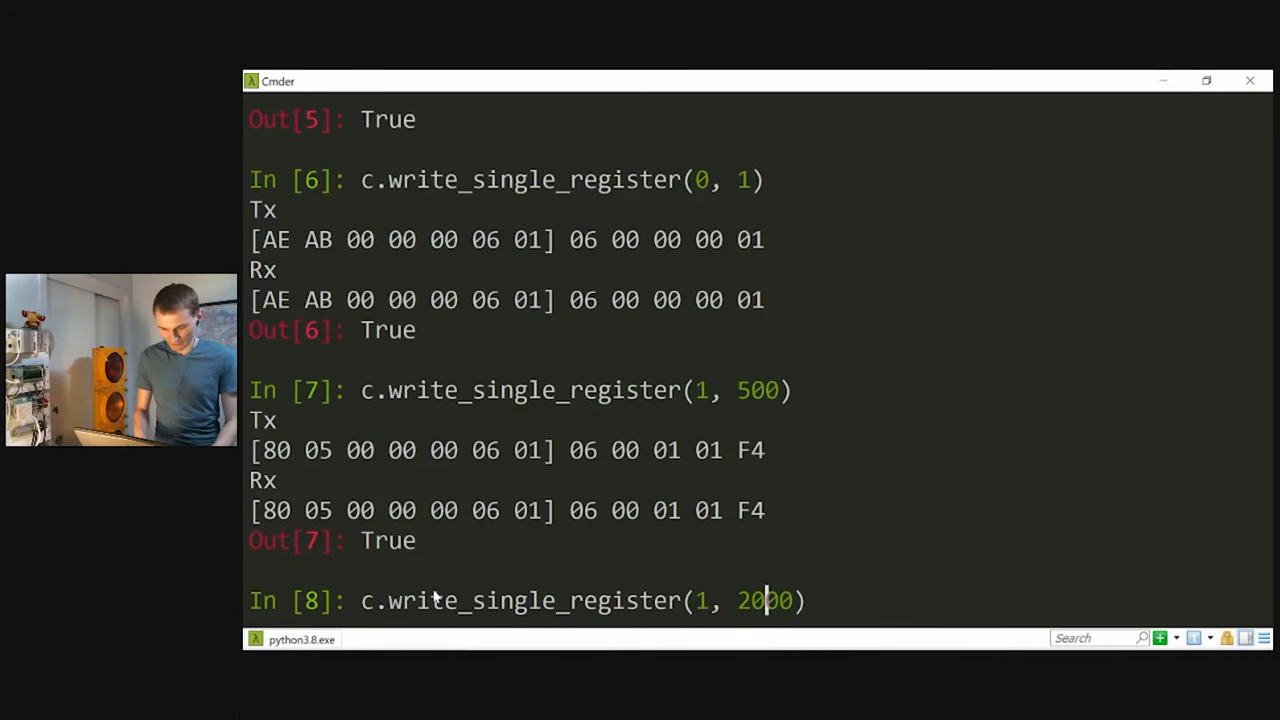 Cmder
Out[5]: True
In [6]: c.write_single_register(0, 1)
Tx
[AE AB 00 00 00 06 01] 06 00 00 00 01
Rx
[AE AB 00 00 00 06 01] 06 00 00 00 01
Out[6]: True
In [7]: c.write_single_register(1, 500)
Tx
[80 05 00 00 00 06 01] 06 00 01 01 F4
Rx
[80 05 00 00 00 06 01] 06 00 01 01 F4
Out[7]: True
In [8]: c.write_single_register(1, 2000)
python3.8.exe
Search